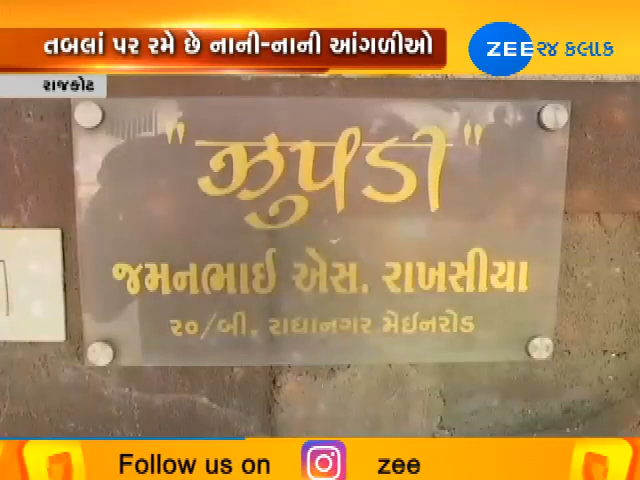 તબલાં પર રમે છે નાની-નાની આંગળીઓ
ZEE ૨૪ કલાક
રાજકોટ
"ઝુપડી"
જમનભાઈ એસ. રાખસીયા
૨૦/બી, રાધાનગર મેઈનરોડ
Follow us on zee